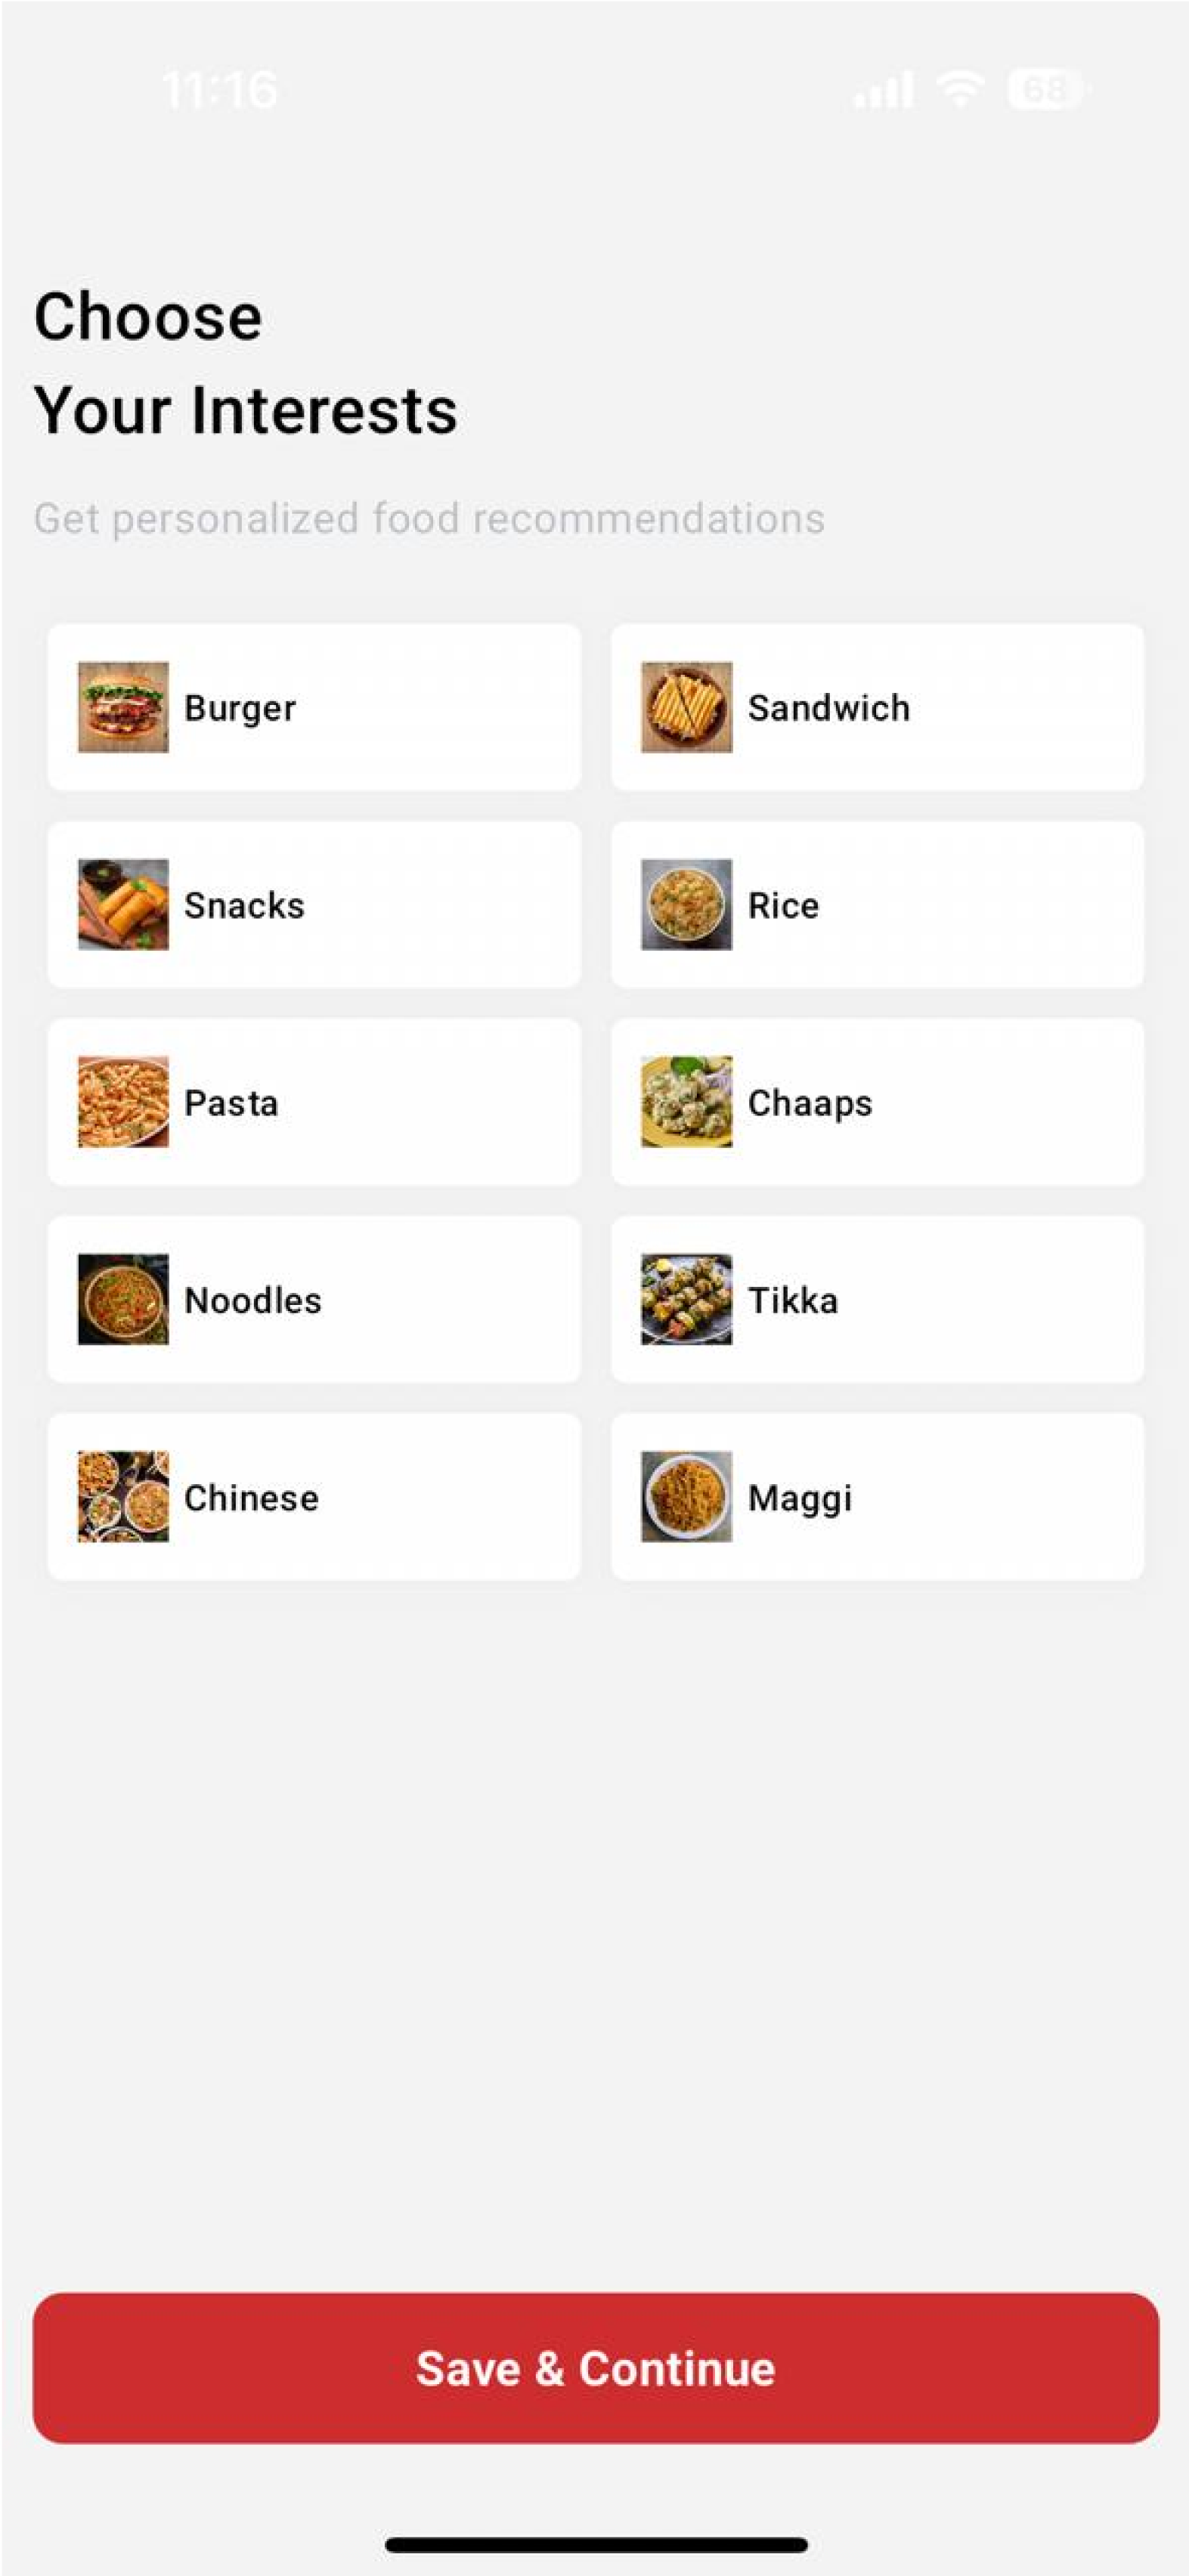 11:16 68
Choose
Your Interests
Get personalized food recommendations
Burger Sandwich
Snacks Rice
Pasta Chaaps
Noodles Tikka
Chinese Maggi
Save & Continue